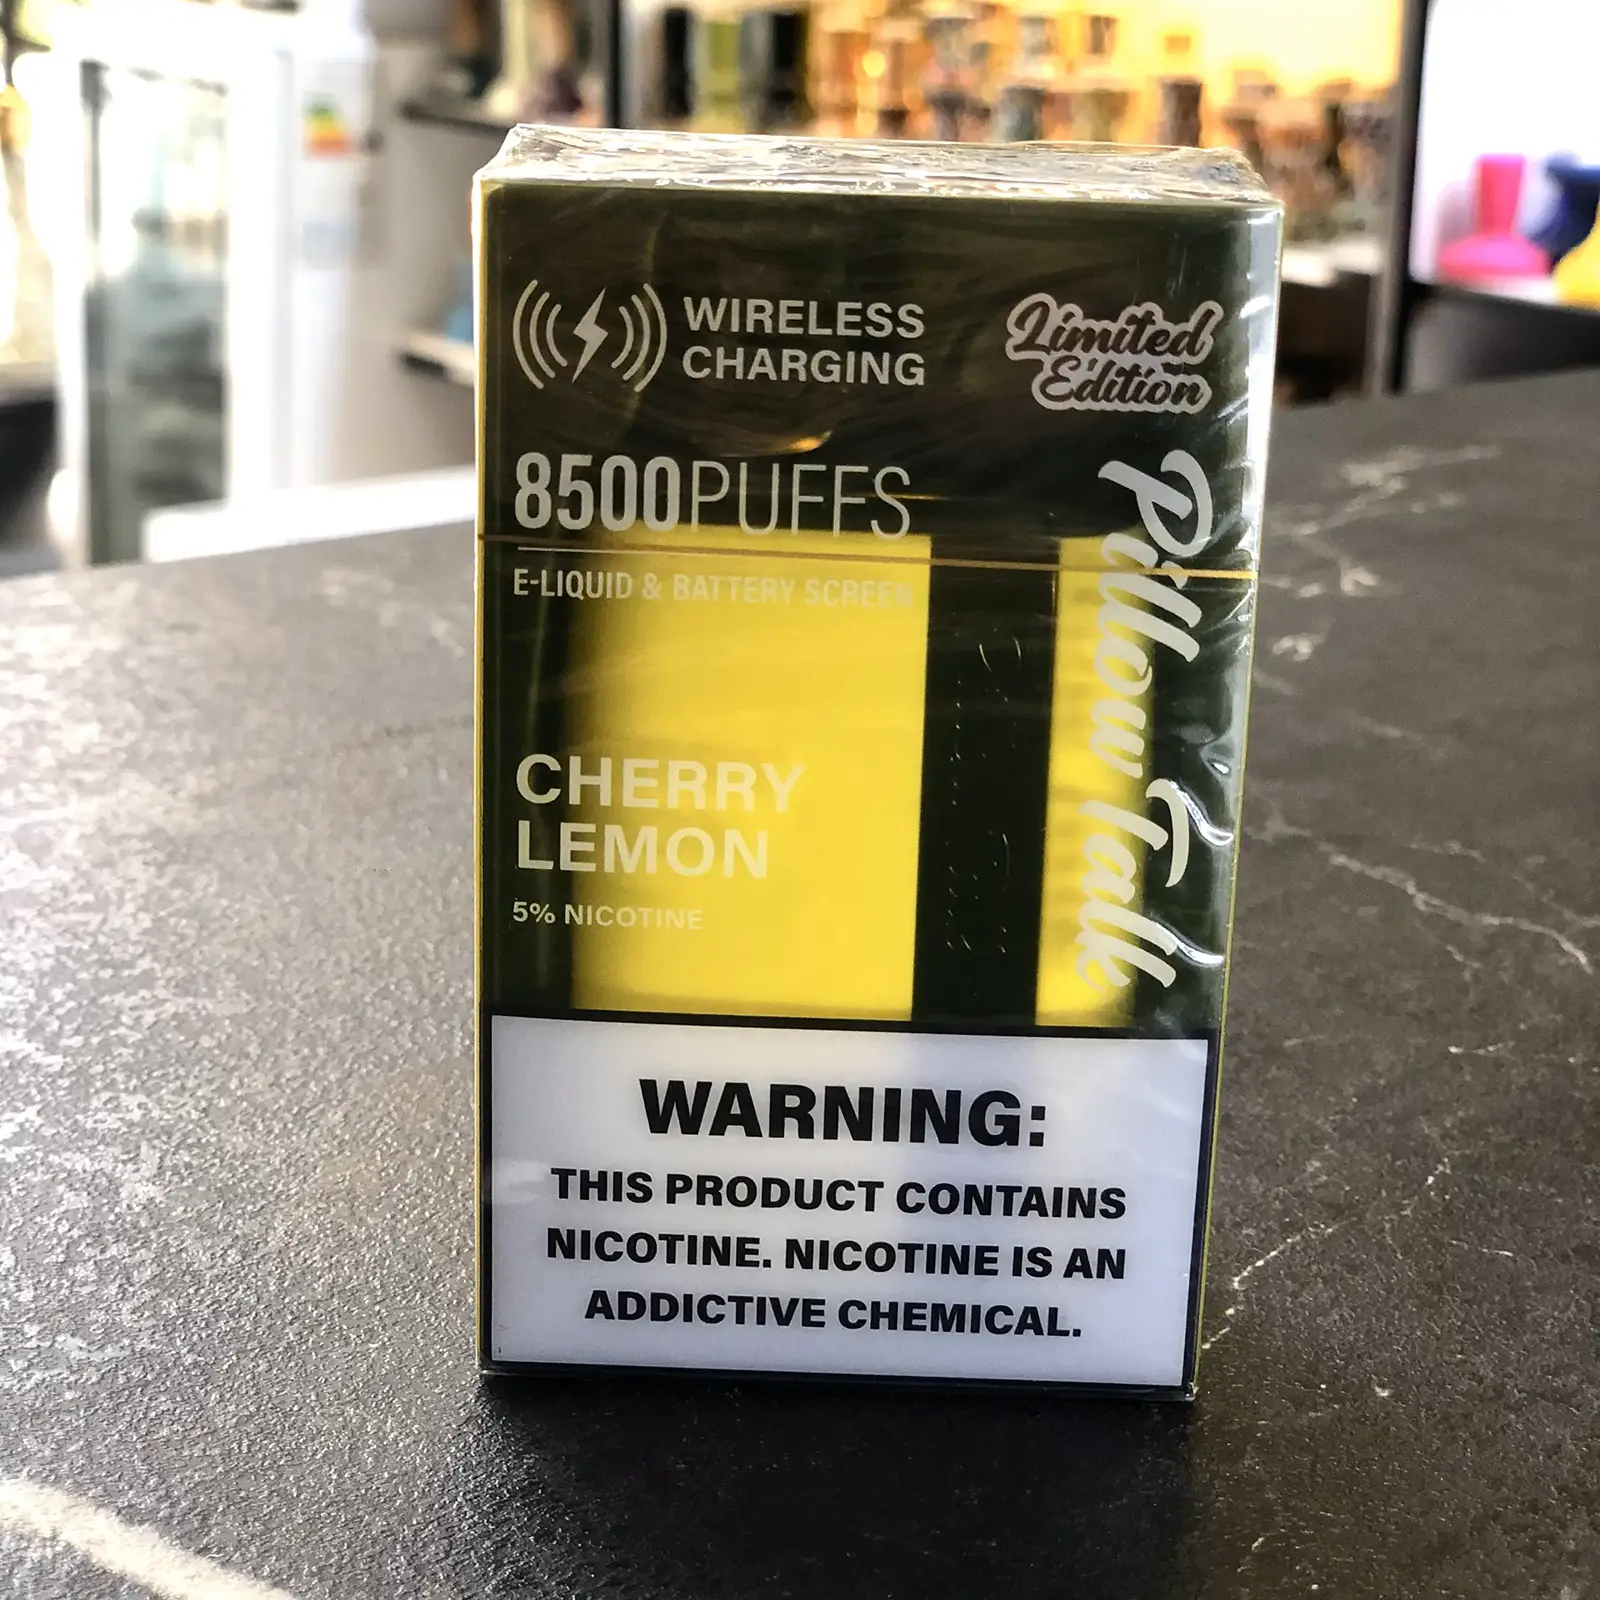 WIRELESS
CHARGING
Limited
Edition
8500PUFFS
E-LIQUID & BATTERY SCREEN
Pillow Talk
CHERRY
LEMON
5% NICOTINE
WARNING:
THIS PRODUCT CONTAINS
NICOTINE. NICOTINE IS AN
ADDICTIVE CHEMICAL.